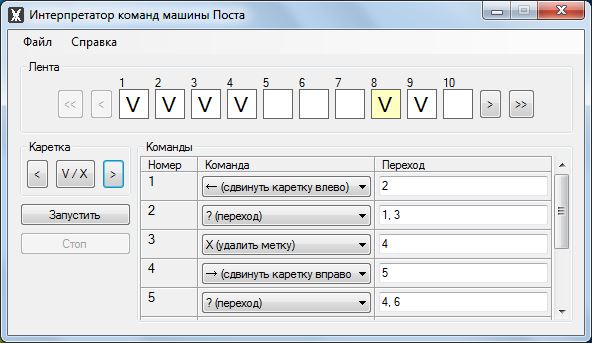 Интерпретатор команд машины Поста
Файл Справка
Лента
1 2 3 4 5 6 7 8 9 10
<< < V V V V V V > >>
Каретка
< V / X >
Запустить
Стоп
Команды
Номер Команда Переход
1 ← (сдвинуть каретку влево) 2
2 ? (переход) 1, 3
3 X (удалить метку) 4
4 → (сдвинуть каретку вправо 5
5 ? (переход) 4, 6